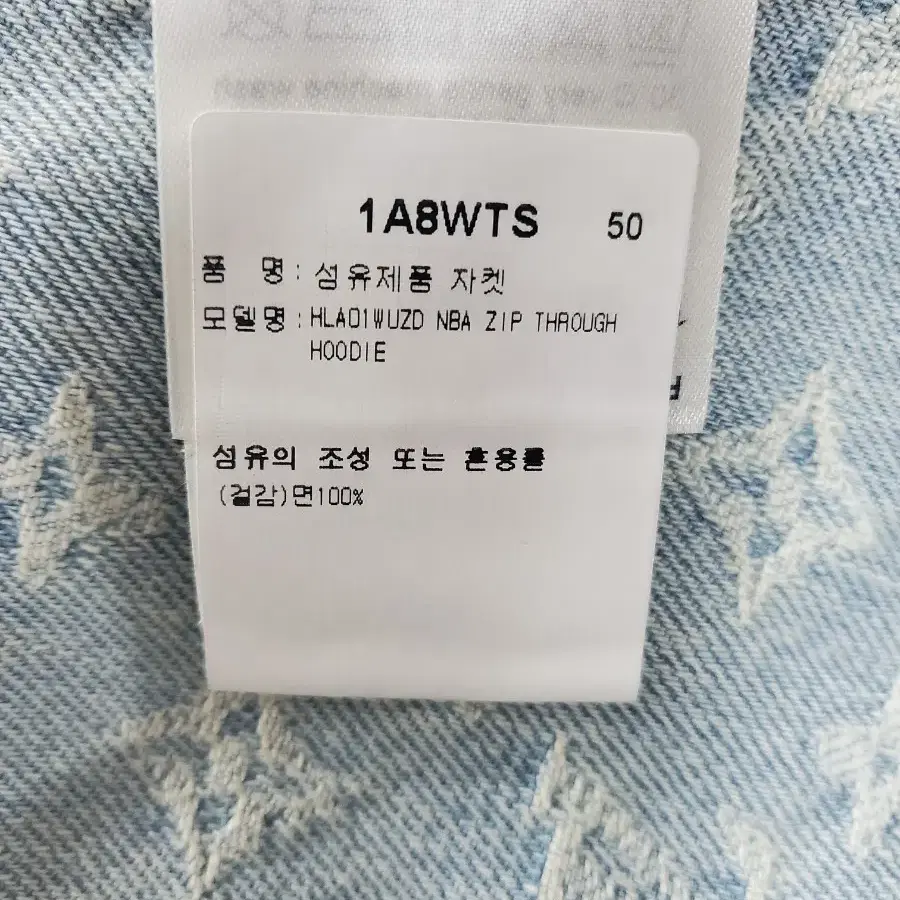 1A8WTS 50
품 명 : 섬유제품 자켓
모델명 : HLA01WUZD NBA ZIP THROUGH
HOODIE
섬유의 조성 또는 혼용률
(겉감)면100%